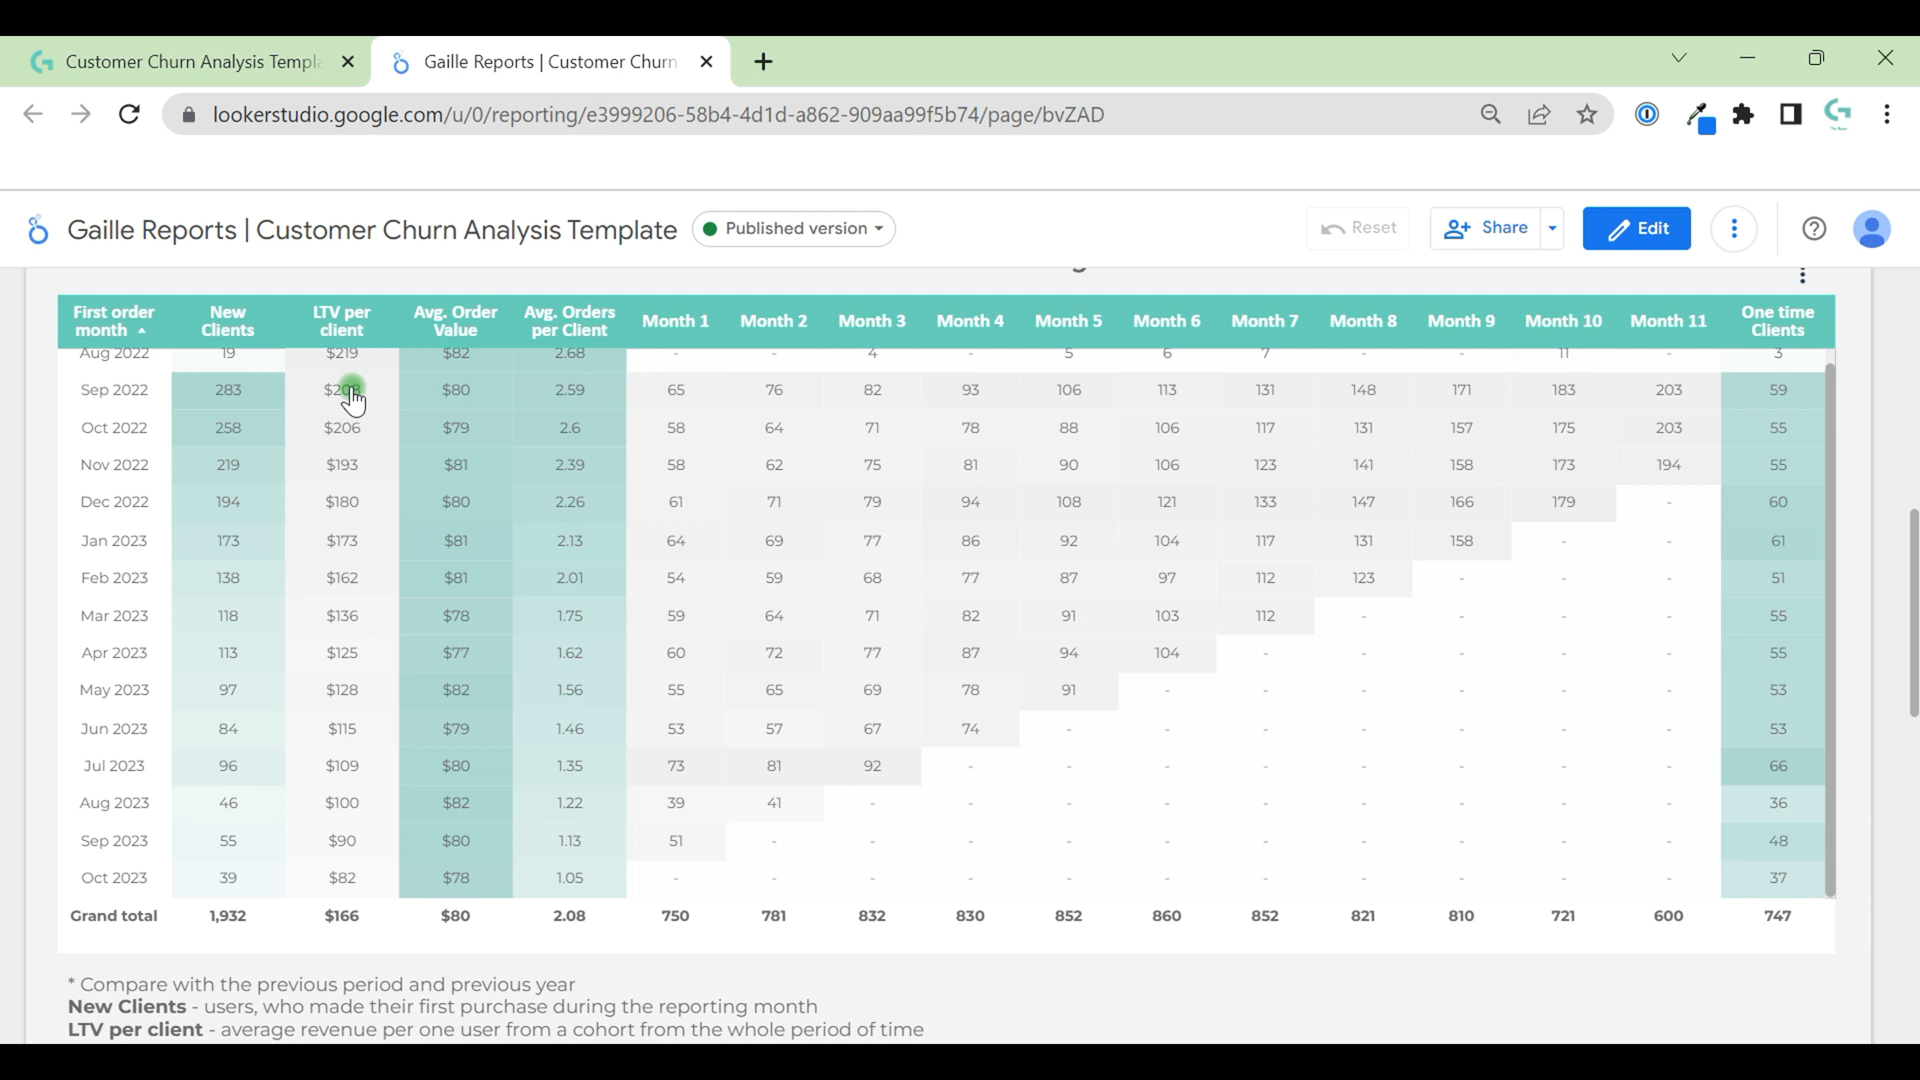 Customer Churn Analysis Templa
Gaille Reports | Customer Churn
lookerstudio.google.com/u/0/reporting/e3999206-58b4-4d1d-a862-909aa99f5b74/page/bvZAD
Gaille Reports | Customer Churn Analysis Template Published version Reset Share Edit
First order month New Clients LTV per client Avg. Order Value Avg. Orders per Client Month 1 Month 2 Month 3 Month 4 Month 5 Month 6 Month 7 Month 8 Month 9 Month 10 Month 11 One time Clients
Aug 2022 19 $219 $82 2.68 - - 4 - 5 6 7 - - 11 - 3
Sep 2022 283 $80 2.59 65 76 82 93 106 113 131 148 171 183 203 59
Oct 2022 258 $206 $79 2.6 58 64 71 78 88 106 117 131 157 175 203 55
Nov 2022 219 $193 $81 2.39 58 62 75 81 90 106 123 141 158 173 194 55
Dec 2022 194 $180 $80 2.26 61 71 79 94 108 121 133 147 166 179 - 60
Jan 2023 173 $173 $81 2.13 64 69 77 86 92 104 117 131 158 - - 61
Feb 2023 138 $162 $81 2.01 54 59 68 77 87 97 112 123 - - - 51
Mar 2023 118 $136 $78 1.75 59 64 71 82 91 103 112 - - - - 55
Apr 2023 113 $125 $77 1.62 60 72 77 87 94 104 - - - - - 55
May 2023 97 $128 $82 1.56 55 65 69 78 91 - - - - - - 53
Jun 2023 84 $115 $79 1.46 53 57 67 74 - - - - - - - 53
Jul 2023 96 $109 $80 1.35 73 81 92 - - - - - - - - 66
Aug 2023 46 $100 $82 1.22 39 41 - - - - - - - - - 36
Sep 2023 55 $90 $80 1.13 51 - - - - - - - - - - 48
Oct 2023 39 $82 $78 1.05 - - - - - - - - - - - 37
Grand total 1,932 $166 $80 2.08 750 781 832 830 852 860 852 821 810 721 600 747
* Compare with the previous period and previous year
New Clients - users, who made their first purchase during the reporting month
LTV per client - average revenue per one user from a cohort from the whole period of time